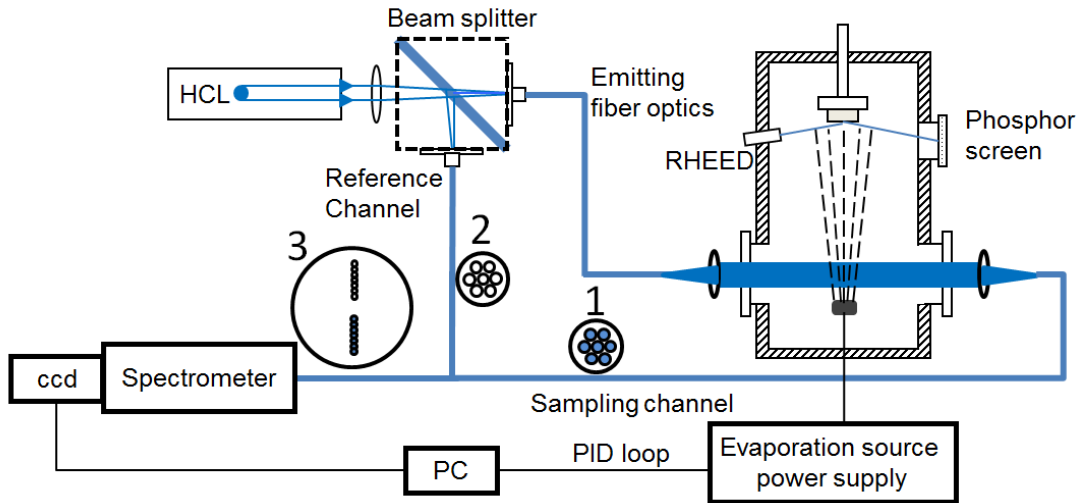 Beam splitter
HCL
Emitting
fiber optics
RHEED
Phosphor
screen
Reference
Channel
3
2
1
ccd
Spectrometer
Sampling channel
PC
PID loop
Evaporation source
power supply